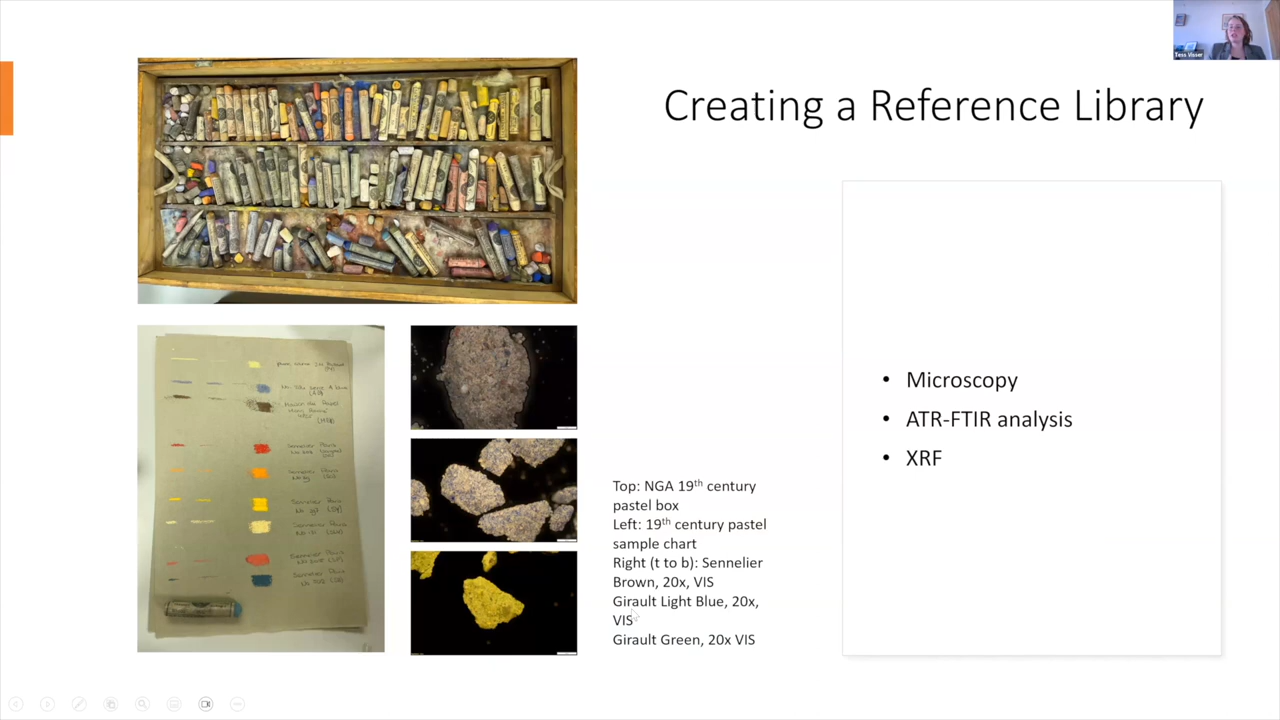 Creating a Reference Library
Tess Visser
• Microscopy
• ATR-FTIR analysis
• XRF
Top: NGA 19th century
pastel box
Left: 19th century pastel
sample chart
Right (t to b): Sennelier
Brown, 20x, VIS
Girault Light Blue, 20x,
VIS
Girault Green, 20x VIS